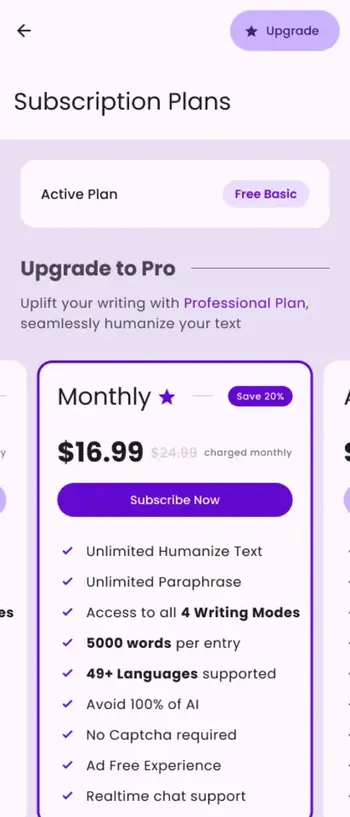 Upgrade
Subscription Plans
Active Plan
Free Basic
Upgrade to Pro
Uplift your writing with Professional Plan,
seamlessly humanize your text
Monthly
Save 20%
$16.99 $24.98 charged monthly
Subscribe Now
Unlimited Humanize Text
Unlimited Paraphrase
Access to all 4 Writing Modes
5000 words per entry
49+ Languages supported
Avoid 100% of AI
No Captcha required
Ad Free Experience
Realtime chat support